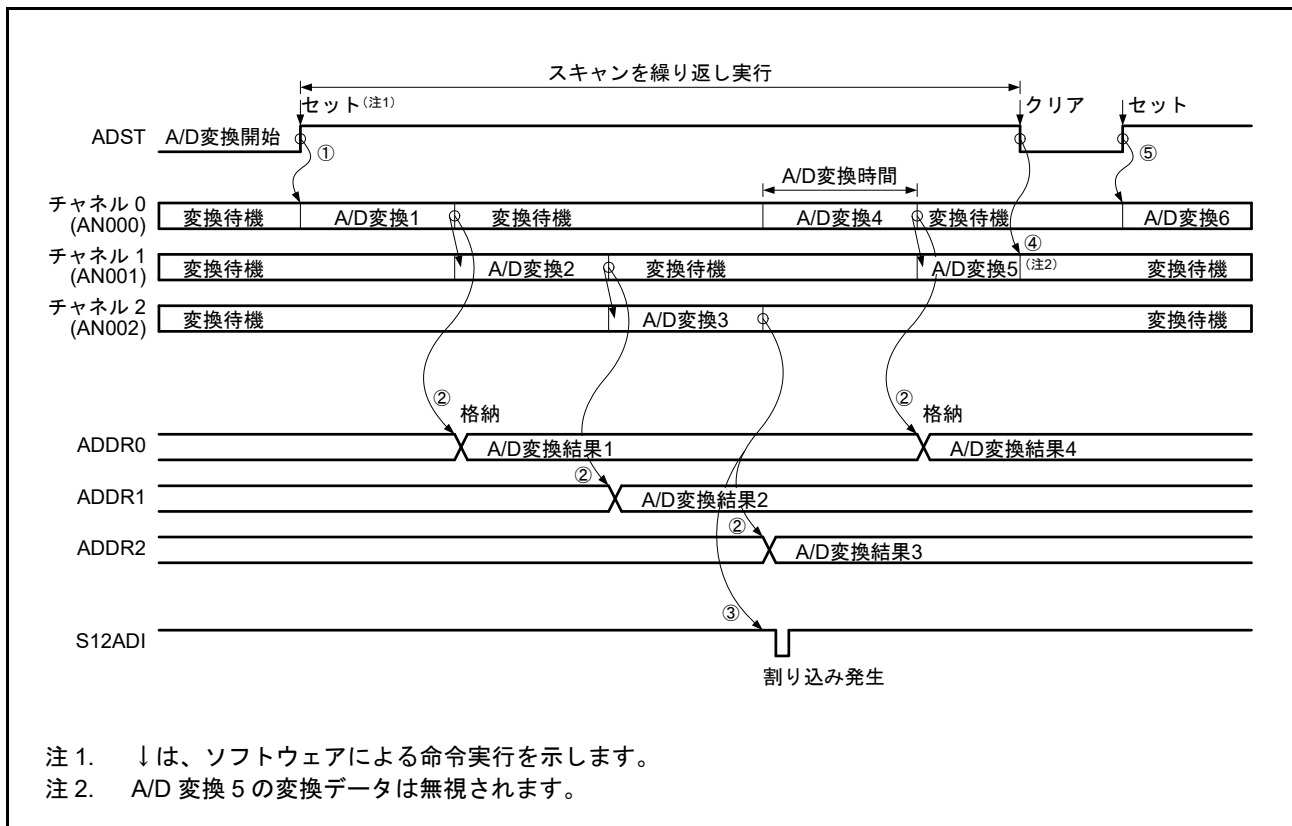 スキャンを繰り返し実行
セット(注1) クリア セット
ADST A/D変換開始 ① ⑤
A/D変換時間
チャネル 0
(AN000) 変換待機 A/D変換1 変換待機 A/D変換4 変換待機 A/D変換6
④
チャネル 1
(AN001) 変換待機 A/D変換2 変換待機 A/D変換5 (注2) 変換待機
チャネル 2
(AN002) 変換待機 A/D変換3 変換待機
② 格納 ② 格納
ADDR0 A/D変換結果1 A/D変換結果4
②
ADDR1 A/D変換結果2
②
ADDR2 A/D変換結果3
③
S12ADI
割り込み発生
注 1. ↓は、ソフトウェアによる命令実行を示します。
注 2. A/D 変換 5 の変換データは無視されます。